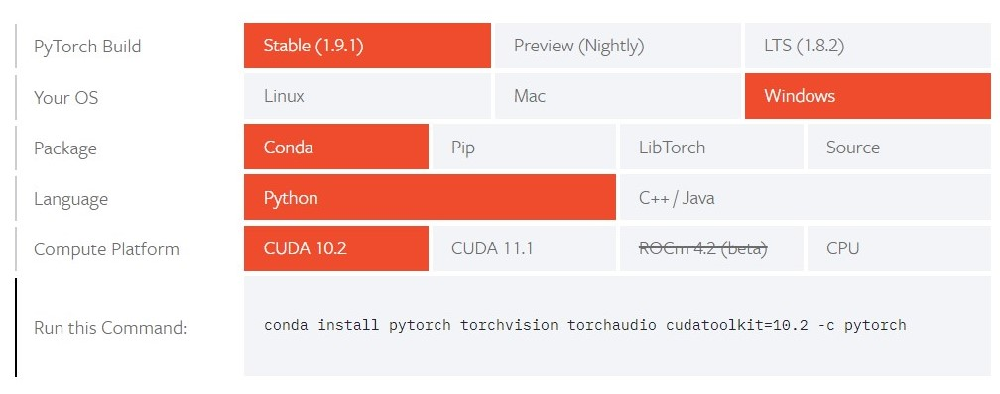 PyTorch Build Stable (1.9.1) Preview (Nightly) LTS (1.8.2)
Your OS Linux Mac Windows
Package Conda Pip LibTorch Source
Language Python C++ / Java
Compute Platform CUDA 10.2 CUDA 11.1 ROCm 4.2 (beta) CPU
Run this Command: conda install pytorch torchvision torchaudio cudatoolkit=10.2 -c pytorch